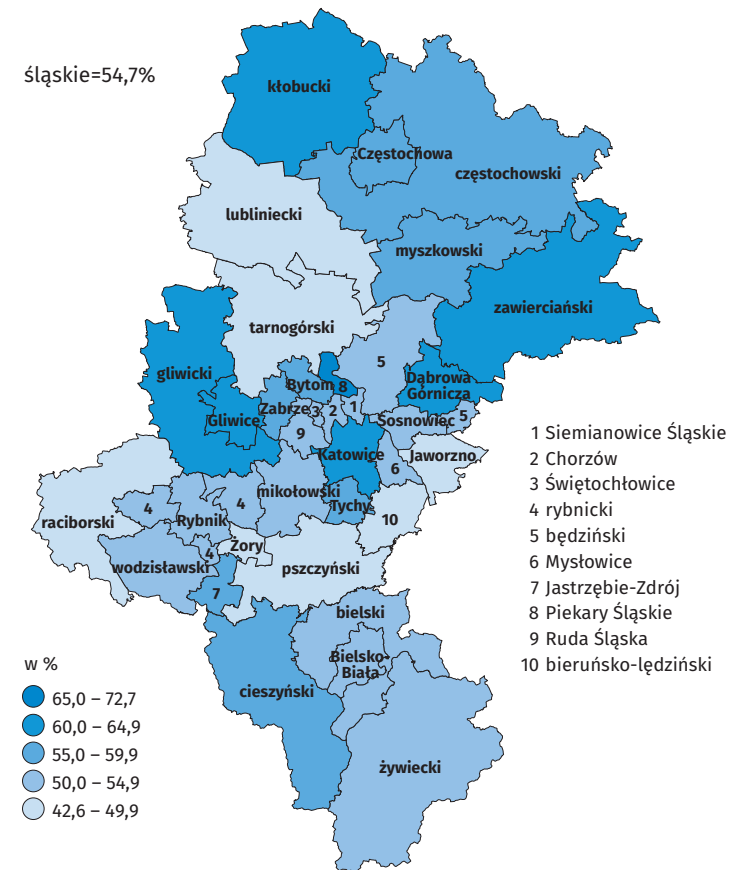 śląskie=54,7%
kłobucki
Częstochowa
częstochowski
lubliniecki
myszkowski
zawierciański
tarnogórski
5
gliwicki
Bytom
8
Dąbrowa
Górnicza
Zabrze
3
2
1
Gliwice
Sosnowiec
5
9
Katowice
Jaworzno
6
mikołowski
4
4
Rybnik
Tychy
raciborski
10
Żory
4
wodzisławski
pszczyński
7
bielski
Bielsko-
Biała
cieszyński
żywiecki
1 Siemianowice Śląskie
2 Chorzów
3 Świętochłowice
4 rybnicki
5 będziński
6 Mysłowice
7 Jastrzębie-Zdrój
8 Piekary Śląskie
9 Ruda Śląska
10 bieruńsko-lędziński
w %
65,0 – 72,7
60,0 – 64,9
55,0 – 59,9
50,0 – 54,9
42,6 – 49,9